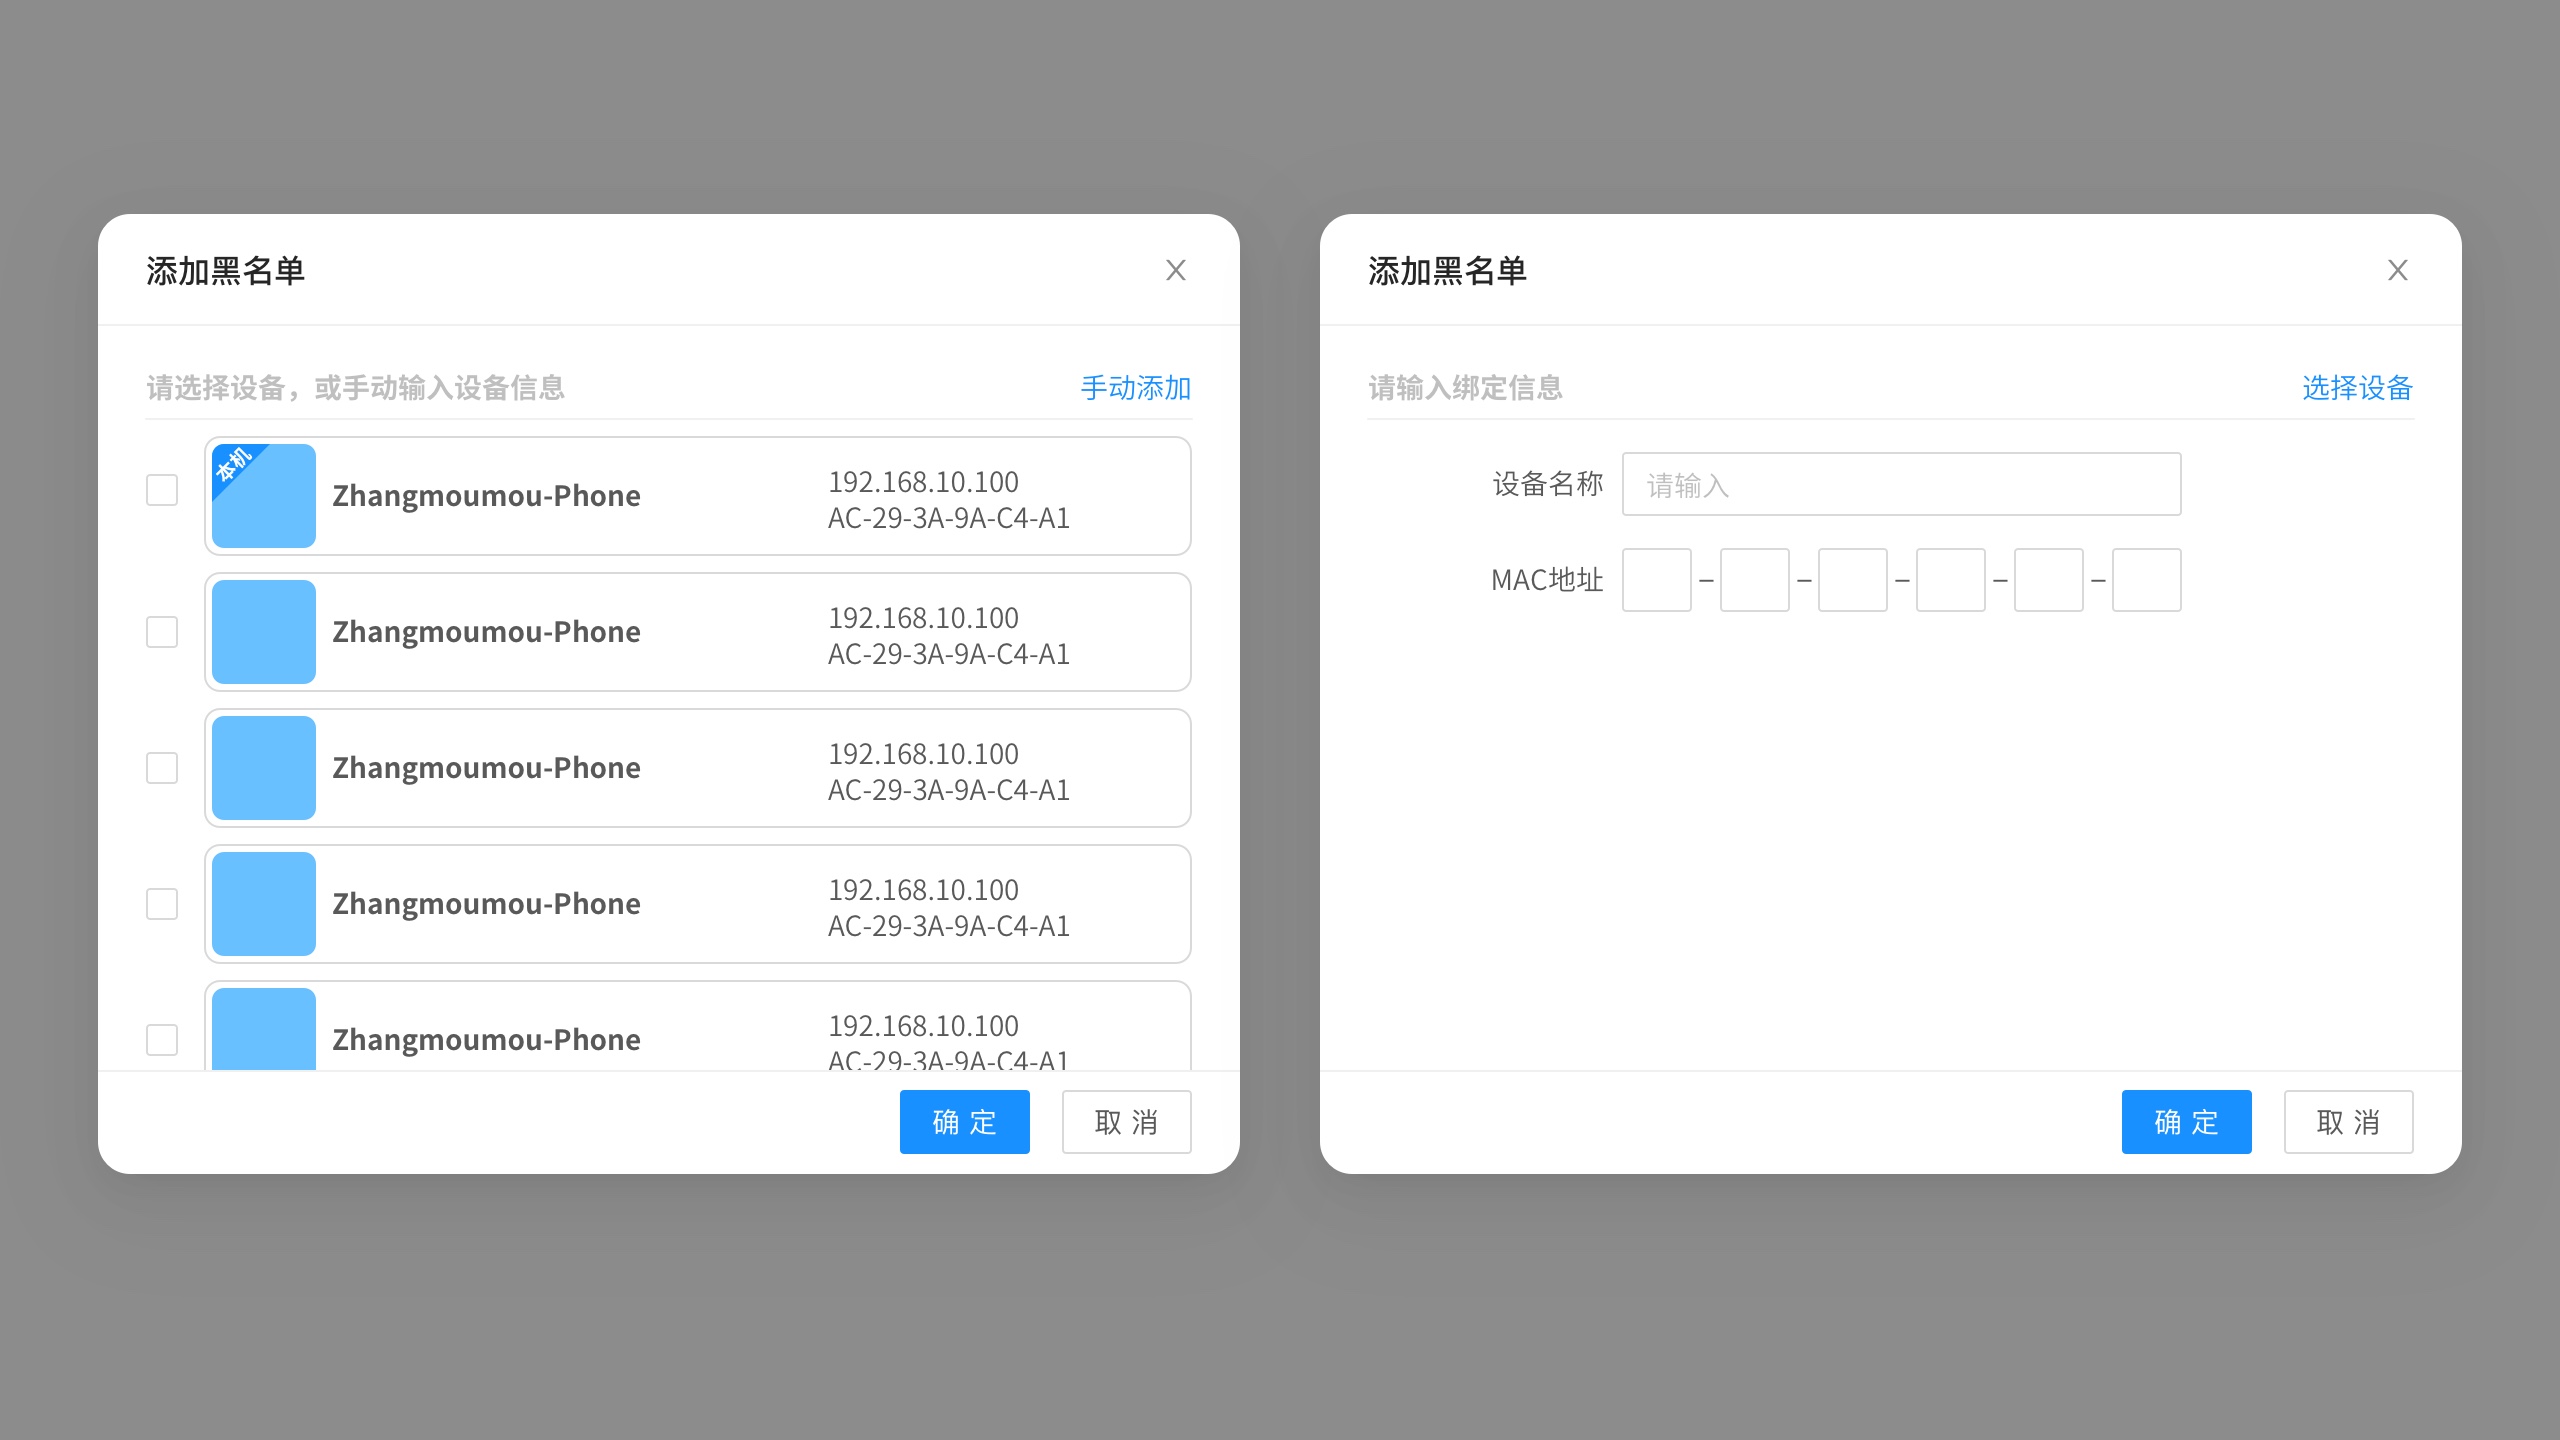 添加黑名单
X
请选择设备，或手动输入设备信息
手动添加
本机
Zhangmoumou-Phone
192.168.10.100
AC-29-3A-9A-C4-A1
Zhangmoumou-Phone
192.168.10.100
AC-29-3A-9A-C4-A1
Zhangmoumou-Phone
192.168.10.100
AC-29-3A-9A-C4-A1
Zhangmoumou-Phone
192.168.10.100
AC-29-3A-9A-C4-A1
Zhangmoumou-Phone
192.168.10.100
AC-29-3A-9A-C4-A1
确 定
取 消
添加黑名单
X
请输入绑定信息
选择设备
设备名称
请输入
MAC地址 – – – – –
确 定
取 消